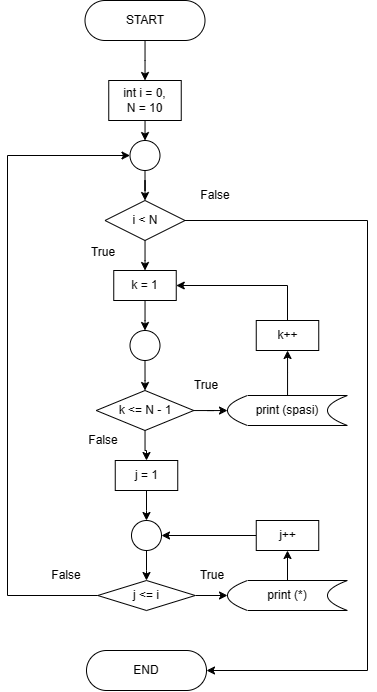 START
int i = 0,
N = 10
False
i < N
True
k = 1
k++
True
k <= N - 1
print (spasi)
False
j = 1
j++
False
True
j <= i
print (*)
END